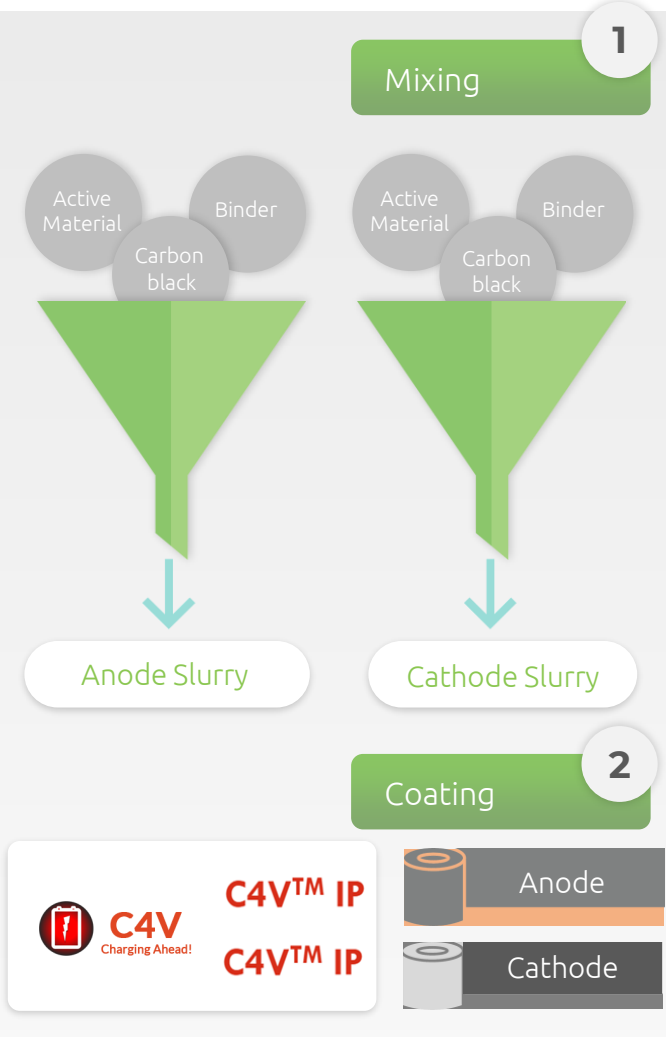 1
Mixing
Active
Material
Carbon
black
Binder
Active
Material
Carbon
black
Binder
Anode Slurry
Cathode Slurry
2
Coating
C4V
Charging Ahead!
C4V™ IP
C4V™ IP
Anode
Cathode